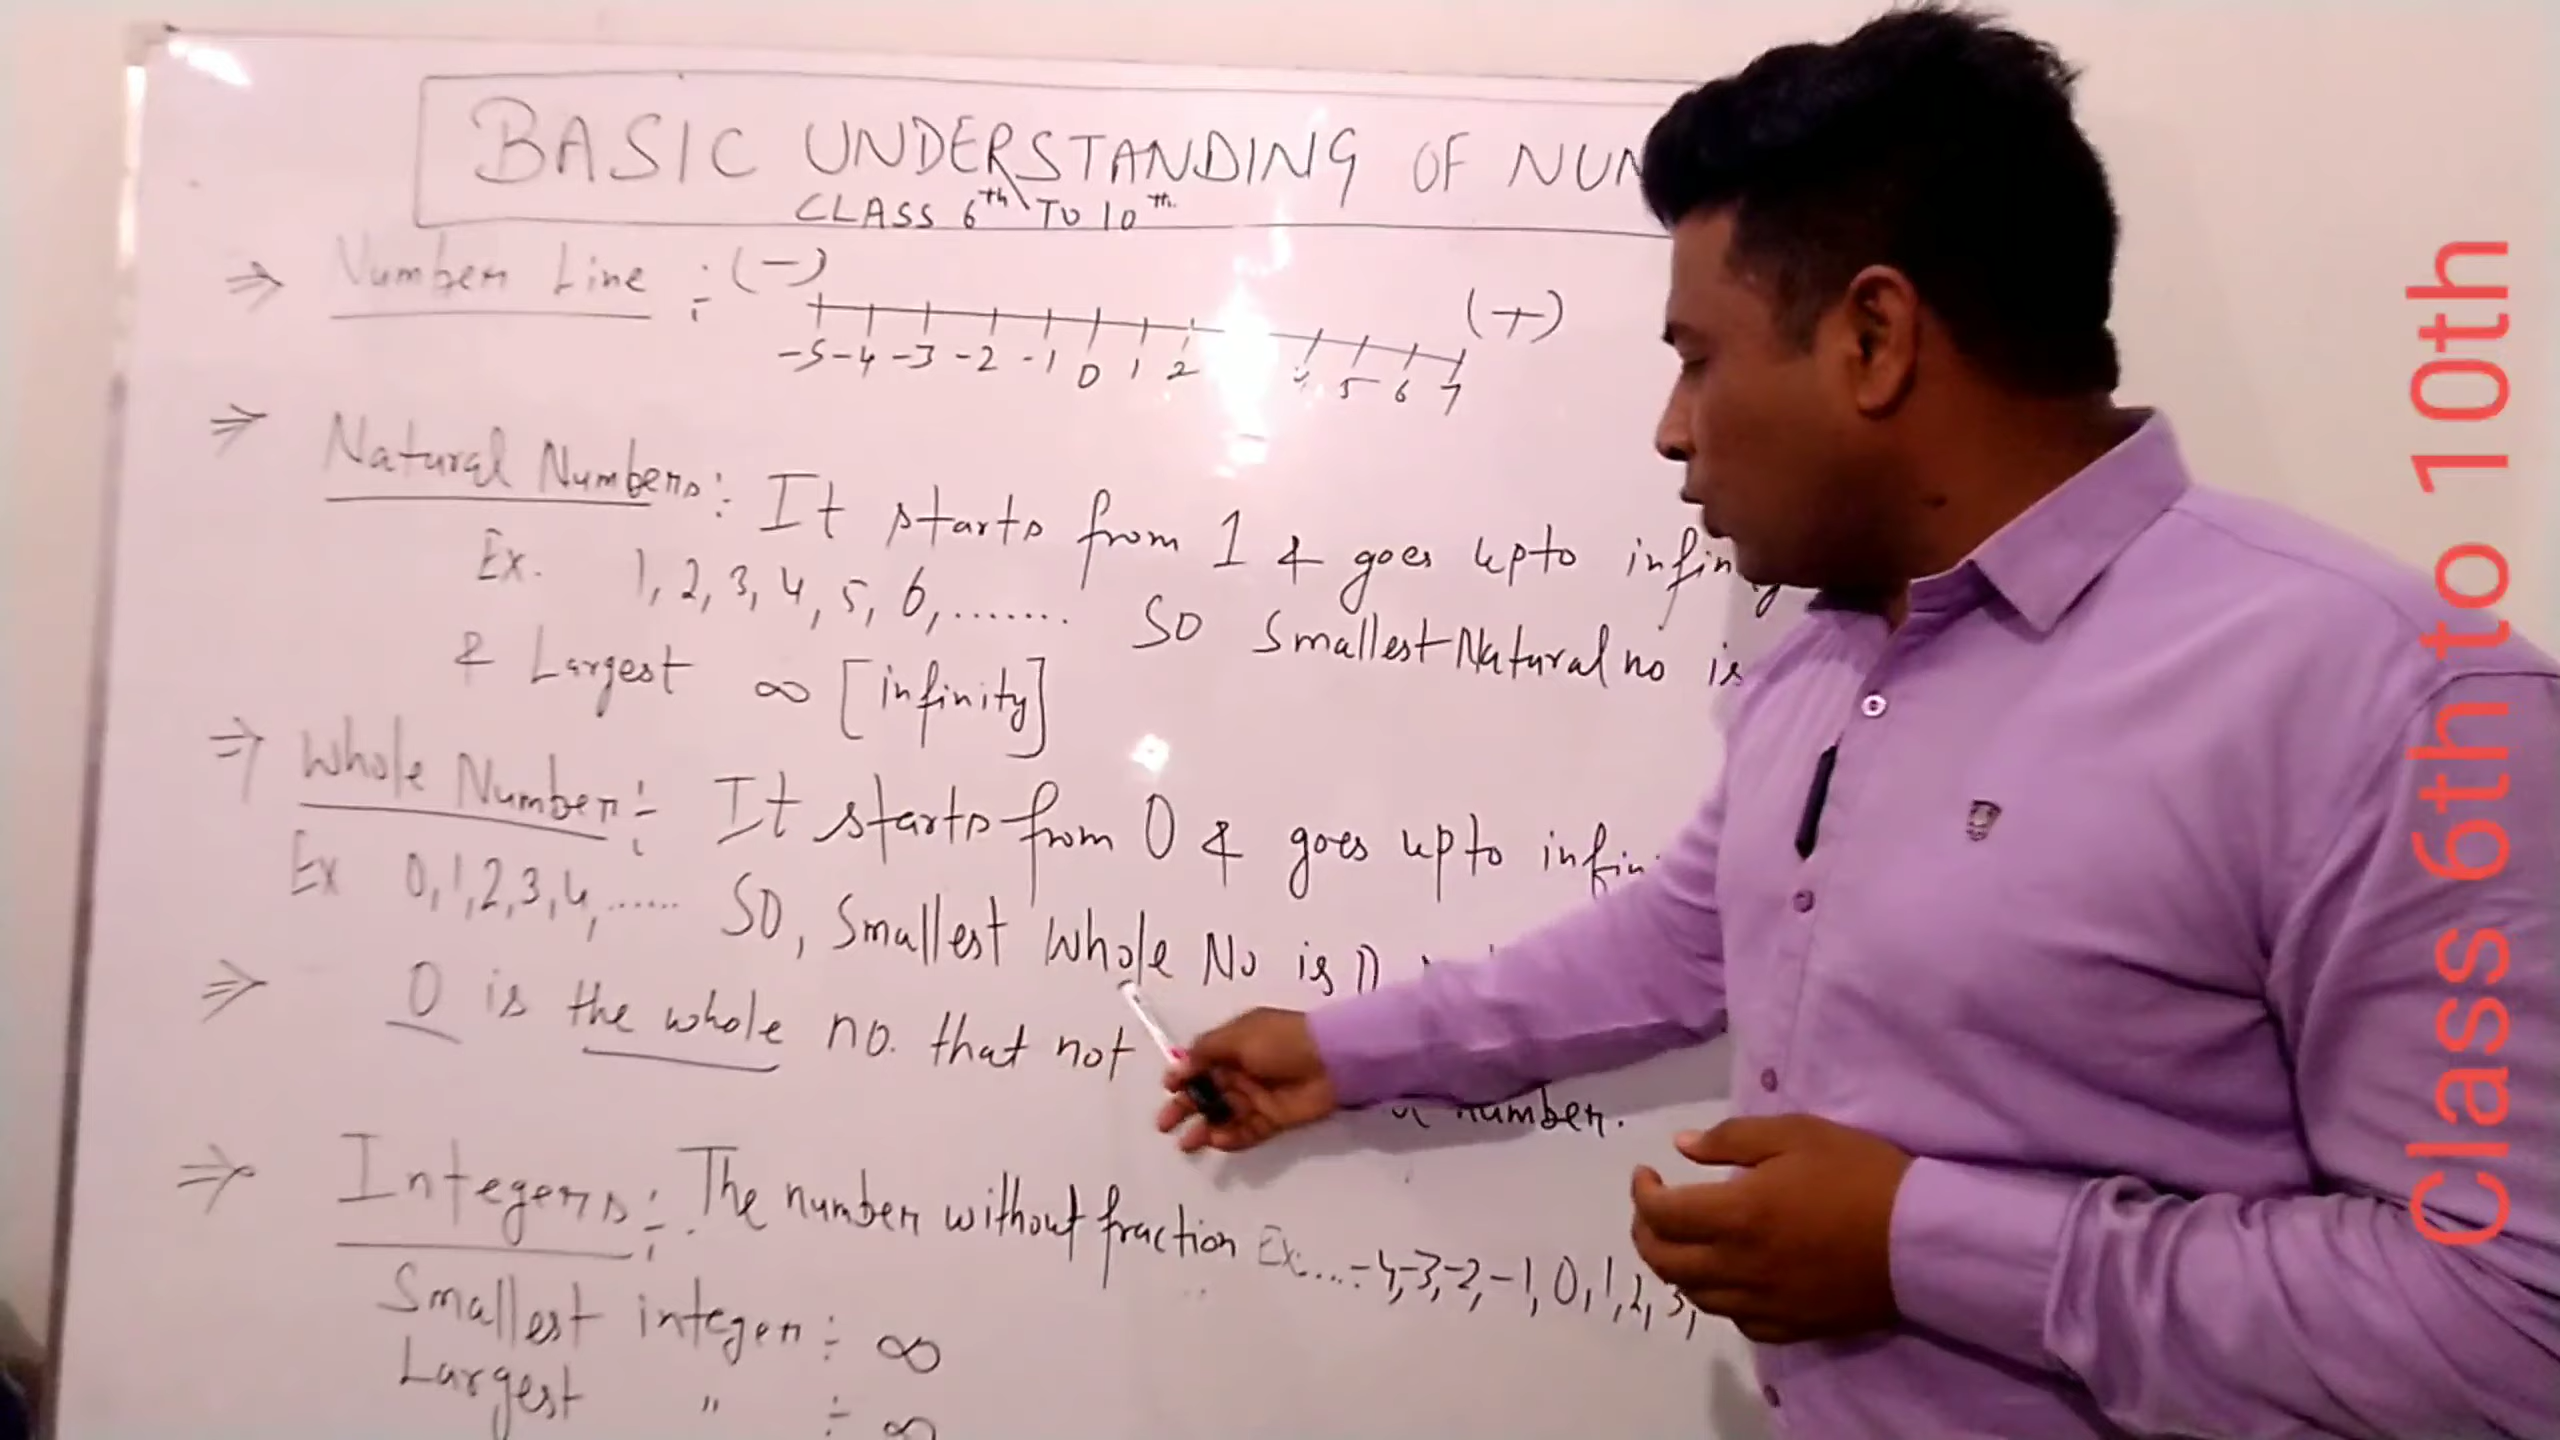 BASIC UNDERSTANDING OF NUM
CLASS 6th TO 10th
⇒ Number Line ÷ (-) (+)
-5 -4 -3 -2 -1 0 1 2 4 5 6 7
⇒ Natural Numbers ÷ It starts from 1 & goes upto infinity
Ex. 1, 2, 3, 4, 5, 6, ....... So Smallest Natural no is
& Largest ∞ [infinity]
⇒ Whole Number ÷ It starts from 0 & goes upto infini
Ex 0, 1, 2, 3, 4, ...... So, Smallest Whole No is 0
⇒ 0 is the whole no. that not
number.
⇒ Integers ÷ The number without fraction Ex....-4, -3, -2, -1, 0, 1, 2, 3,
Smallest integer ÷ ∞
Largest " ÷ ∞
Class 6th to 10th